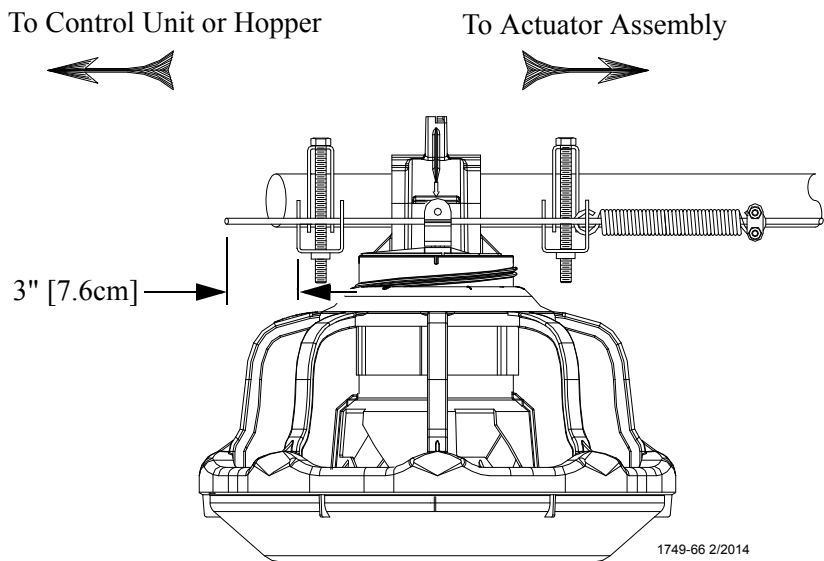 To Control Unit or Hopper
To Actuator Assembly
3" [7.6cm]
1749-66 2/2014